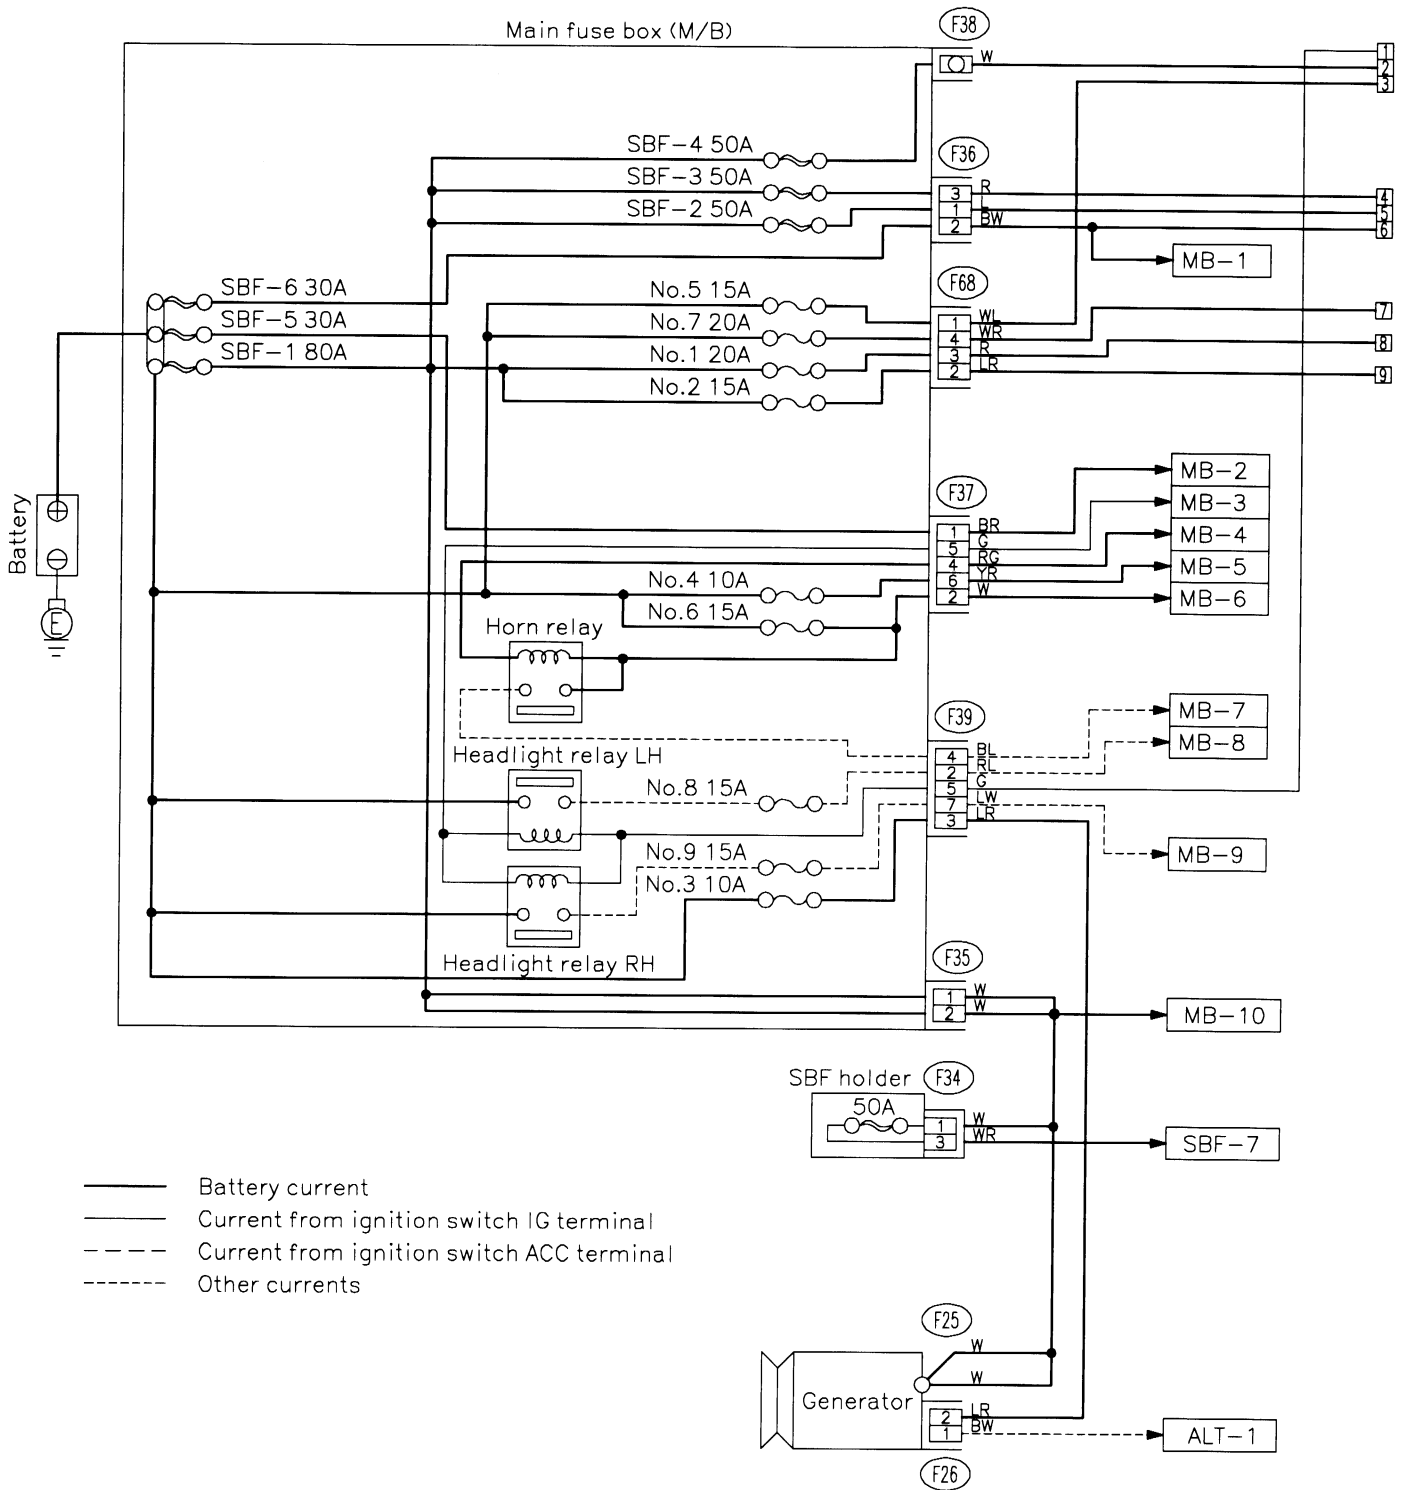 Main fuse box (M/B)
F38
W
1
2
3
SBF-4 50A
F36
SBF-3 50A
3 R
4
SBF-2 50A
1 L
5
2 BW
6
MB-1
SBF-6 30A
No.5 15A
F68
SBF-5 30A
No.7 20A
1 WL
7
4 WR
SBF-1 80A
No.1 20A
3 R
8
2 LR
9
No.2 15A
Battery
F37
MB-2
MB-3
1 BR
MB-4
5 G
4 RG
MB-5
No.4 10A
6 YR
2 W
MB-6
No.6 15A
E
Horn relay
F39
MB-7
MB-8
Headlight relay LH
4 BL
2 RL
No.8 15A
5 G
7 LW
3 LR
No.9 15A
MB-9
No.3 10A
Headlight relay RH
F35
1 W
2 W
MB-10
SBF holder
F34
50A
1 W
3 WR
SBF-7
Battery current
Current from ignition switch IG terminal
Current from ignition switch ACC terminal
Other currents
F25
W
W
Generator
2 LR
1 BW
ALT-1
F26